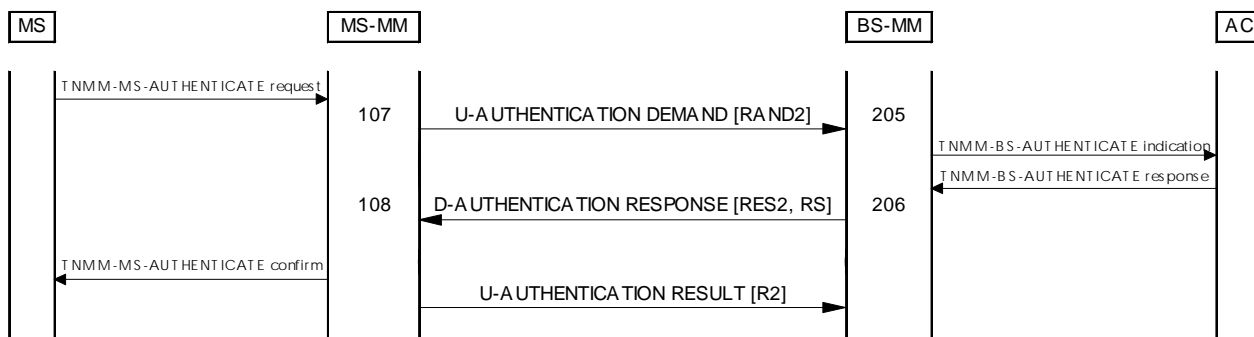 MS MS-MM BS-MM AC
TNMM-MS-AUTHENTICATE request
107 U-AUTHENTICATION DEMAND [RAND2] 205
TNMM-BS-AUTHENTICATE indication
TNMM-BS-AUTHENTICATE response
108 D-AUTHENTICATION RESPONSE [RES2, RS] 206
TNMM-MS-AUTHENTICATE confirm
U-AUTHENTICATION RESULT [R2]